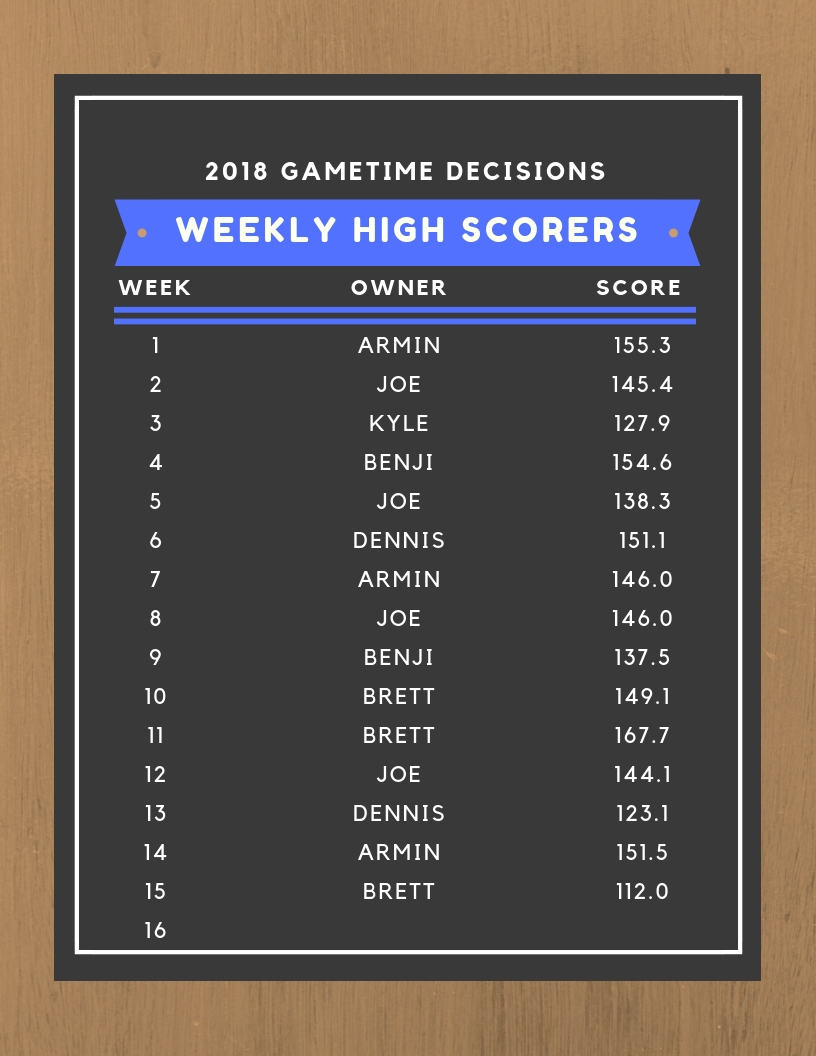 2018 GAMETIME DECISIONS
WEEKLY HIGH SCORERS
WEEK OWNER SCORE
1 ARMIN 155.3
2 JOE 145.4
3 KYLE 127.9
4 BENJI 154.6
5 JOE 138.3
6 DENNIS 151.1
7 ARMIN 146.0
8 JOE 146.0
9 BENJI 137.5
10 BRETT 149.1
11 BRETT 167.7
12 JOE 144.1
13 DENNIS 123.1
14 ARMIN 151.5
15 BRETT 112.0
16